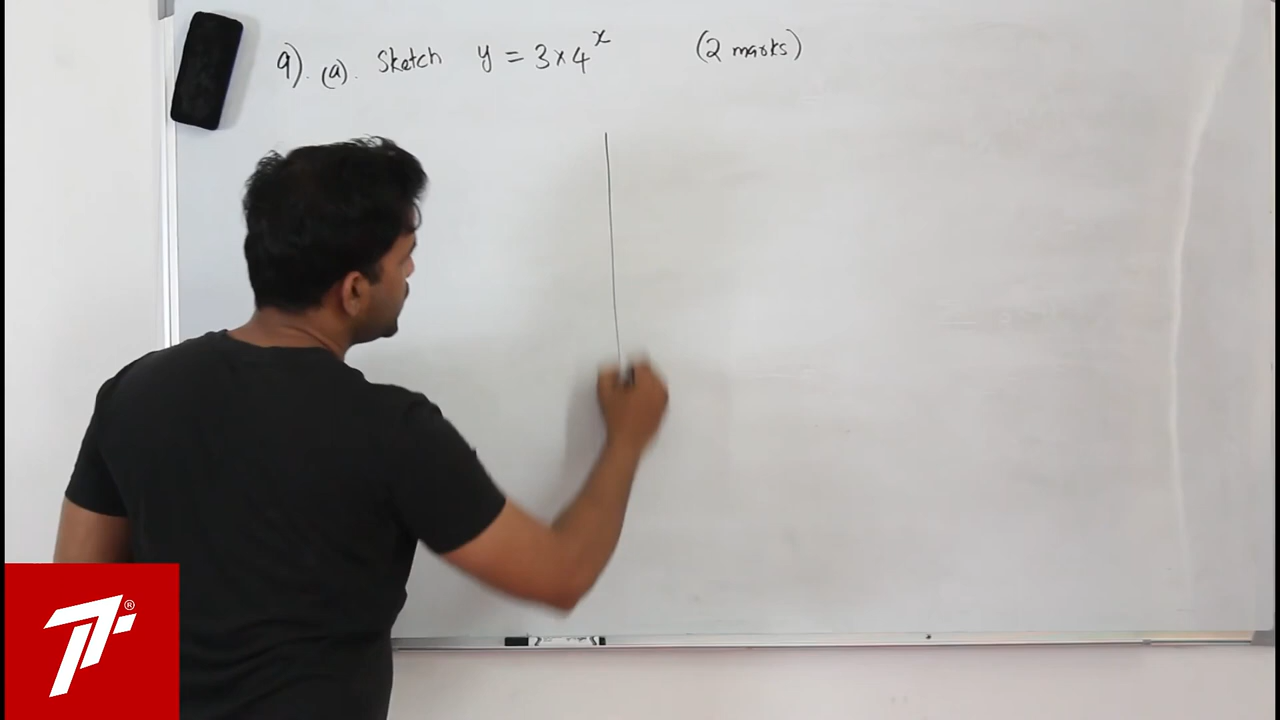 9). (a). Sketch y = 3×4^x (2 marks)